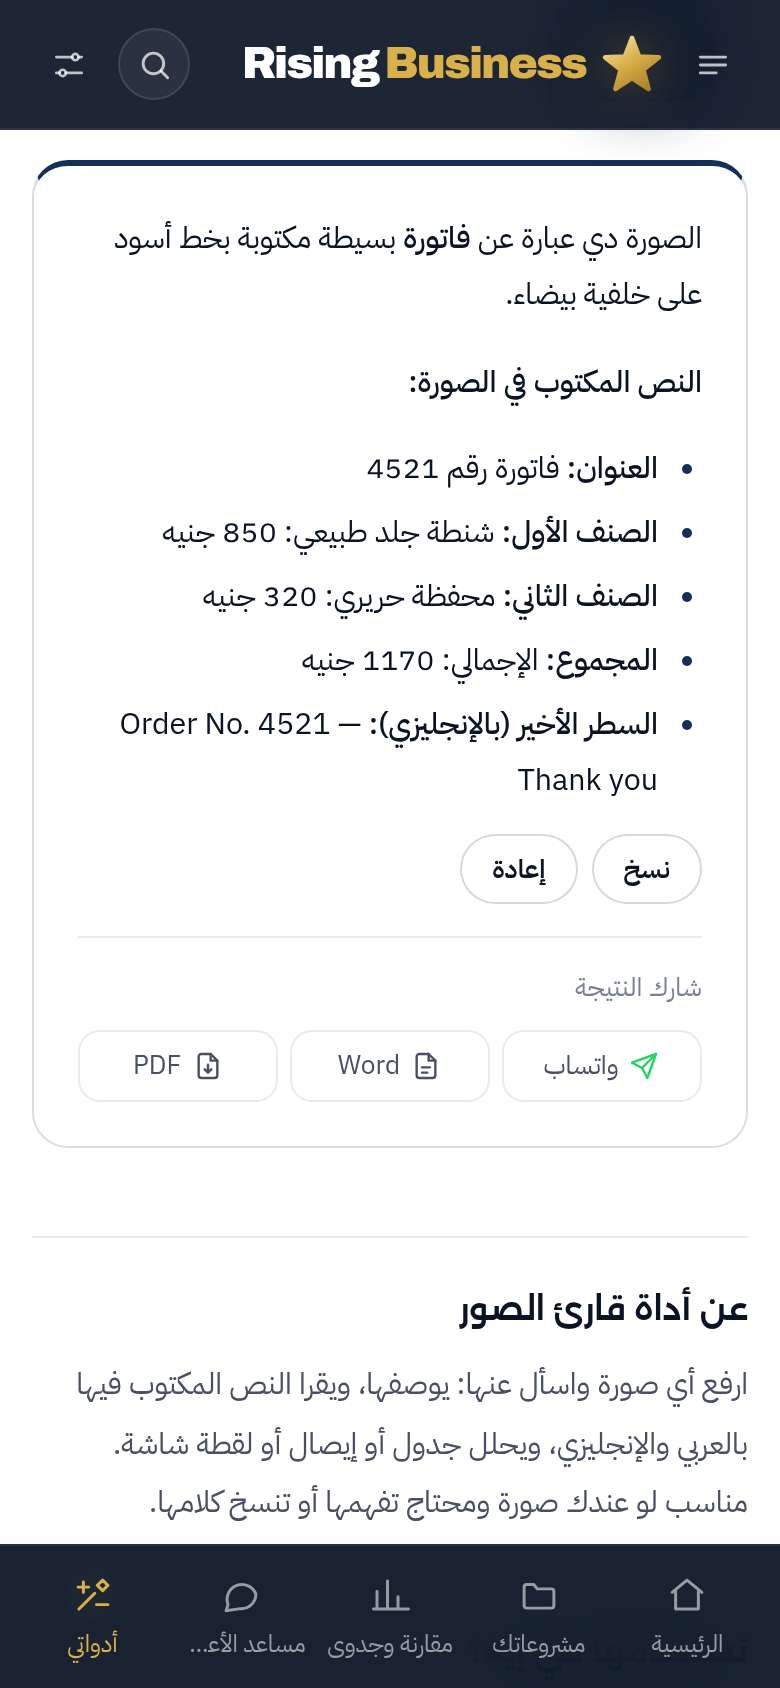 Rising Business
الصورة دي عبارة عن فاتورة بسيطة مكتوبة بخط أسود
على خلفية بيضاء.
النص المكتوب في الصورة:
العنوان: فاتورة رقم 4521
الصنف الأول: شنطة جلد طبيعي: 850 جنيه
الصنف الثاني: محفظة حريري: 320 جنيه
المجموع: الإجمالي: 1170 جنيه
السطر الأخير (بالإنجليزي): Order No. 4521 —
Thank you
نسخ
إعادة
شارك النتيجة
واتساب
Word
PDF
عن أداة قارئ الصور
ارفع أي صورة واسأل عنها: يوصفها، ويقرا النص المكتوب فيها
بالعربي والإنجليزي، ويحلل جدول أو إيصال أو لقطة شاشة.
مناسب لو عندك صورة ومحتاج تفهمها أو تنسخ كلامها.
الرئيسية
مشروعاتك
مقارنة وجدوى
مساعد الأعـ...
أدواتي